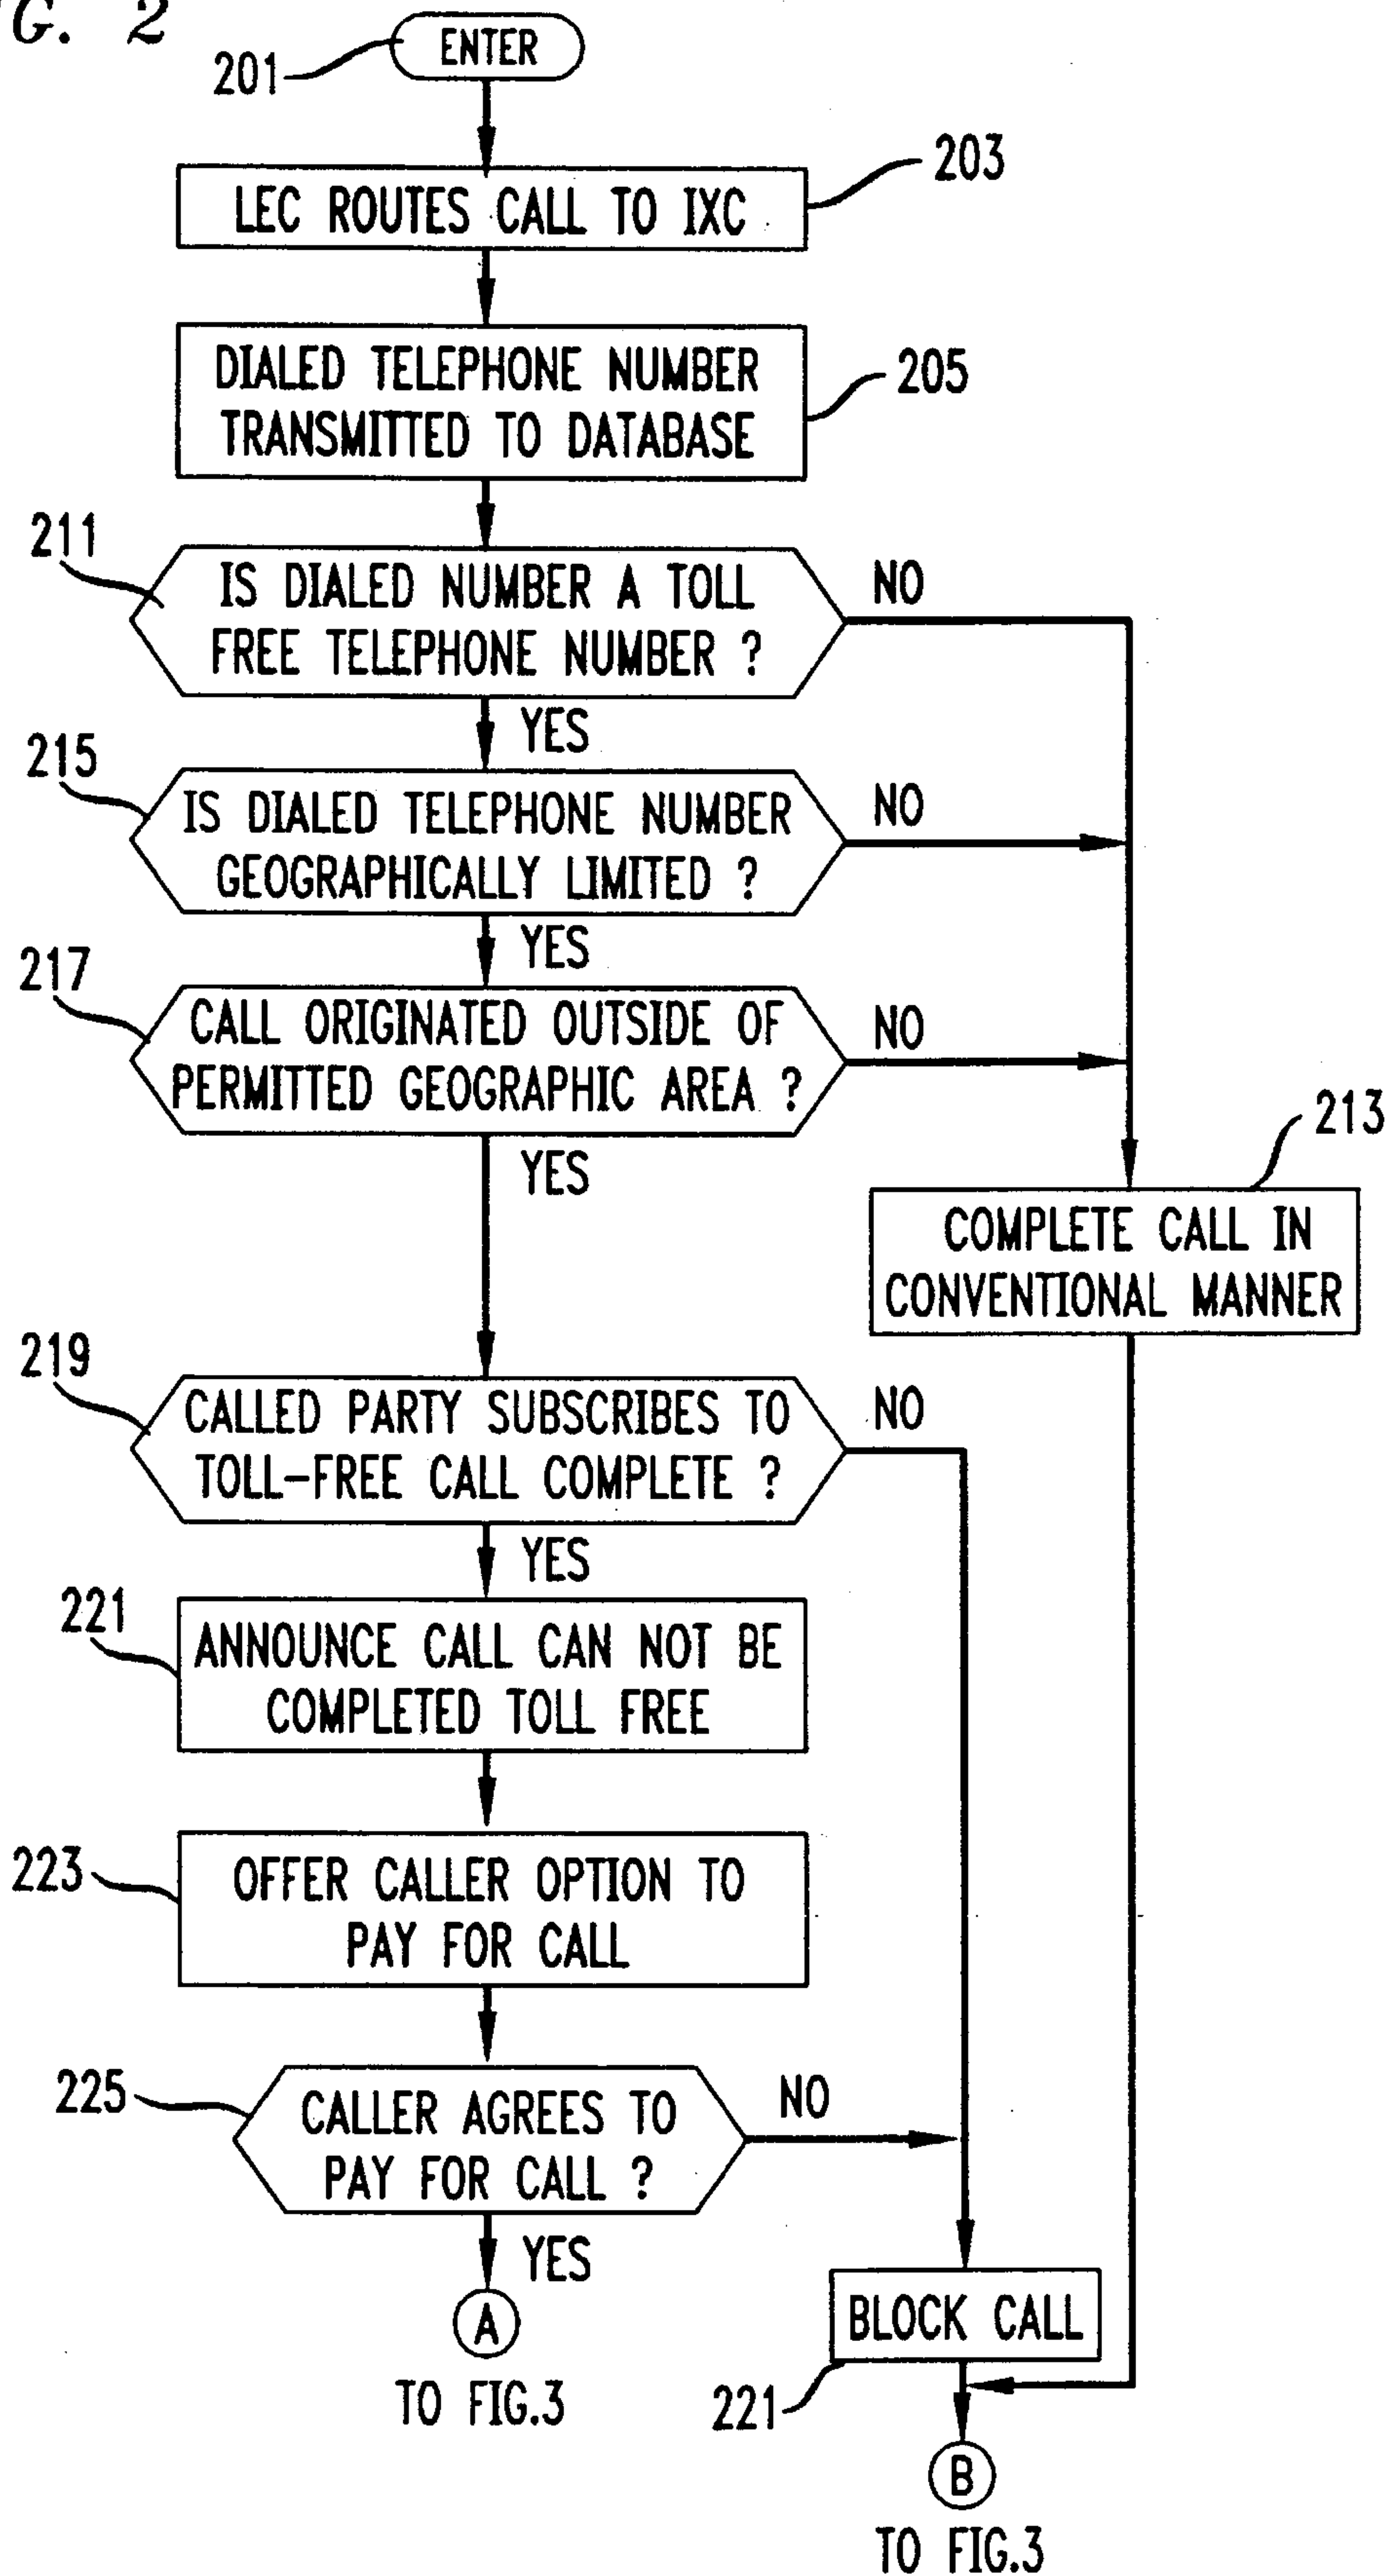 G. 2
201
ENTER
203
LEC ROUTES CALL TO IXC
205
DIALED TELEPHONE NUMBER
TRANSMITTED TO DATABASE
211
IS DIALED NUMBER A TOLL
FREE TELEPHONE NUMBER ?
NO
YES
215
IS DIALED TELEPHONE NUMBER
GEOGRAPHICALLY LIMITED ?
NO
YES
217
CALL ORIGINATED OUTSIDE OF
PERMITTED GEOGRAPHIC AREA ?
NO
YES
213
COMPLETE CALL IN
CONVENTIONAL MANNER
219
CALLED PARTY SUBSCRIBES TO
TOLL-FREE CALL COMPLETE ?
NO
YES
221
ANNOUNCE CALL CAN NOT BE
COMPLETED TOLL FREE
223
OFFER CALLER OPTION TO
PAY FOR CALL
225
CALLER AGREES TO
PAY FOR CALL ?
NO
YES
A
TO FIG.3
BLOCK CALL
221
B
TO FIG.3